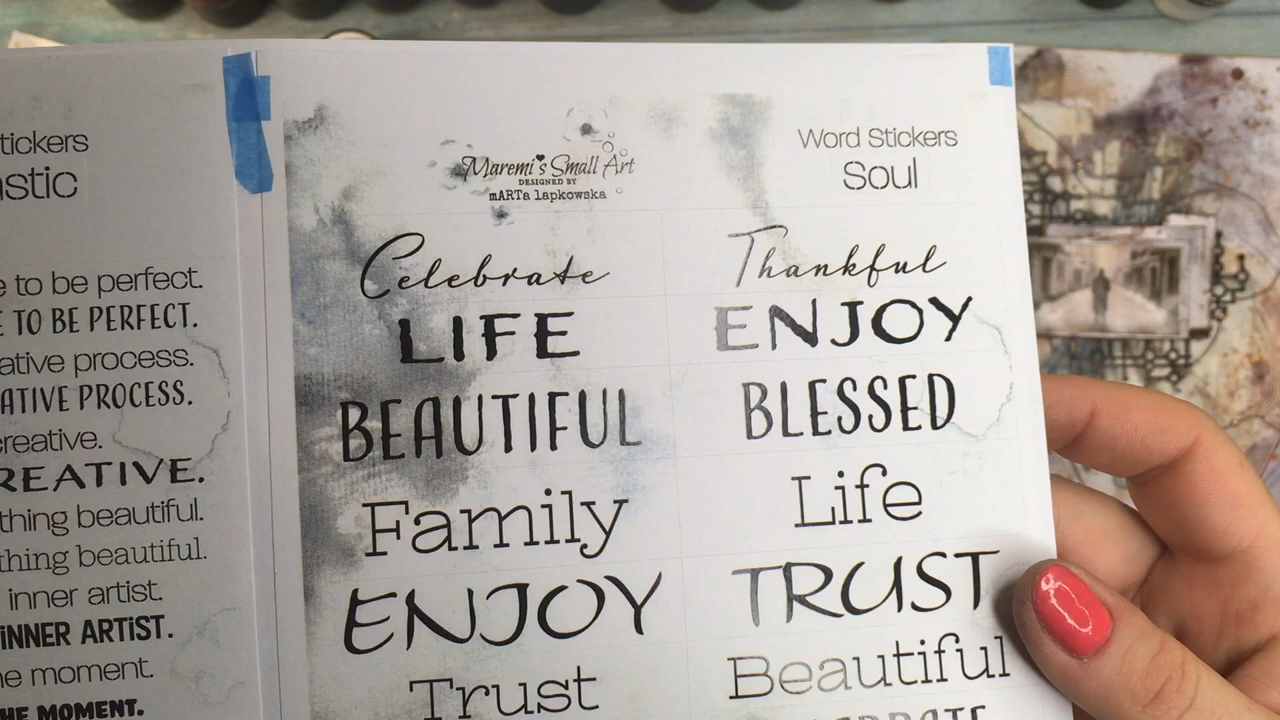 tickers
astic
e to be perfect.
E TO BE PERFECT.
ative process.
ATIVE PROCESS.
creative.
REATIVE.
thing beautiful.
thing beautiful.
inner artist.
iNNER ARTiST.
he moment.
HE MOMENT.
Maremi's Small Art
DESIGNED BY
mARTa lapkowska
Word Stickers
Soul
Celebrate
Thankful
LIFE
ENJOY
BEAUTIFUL
BLESSED
Family
Life
ENJOY
TRUST
Trust
Beautiful